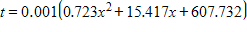 t = 0.001(0.723x² + 15.417x + 607.732)